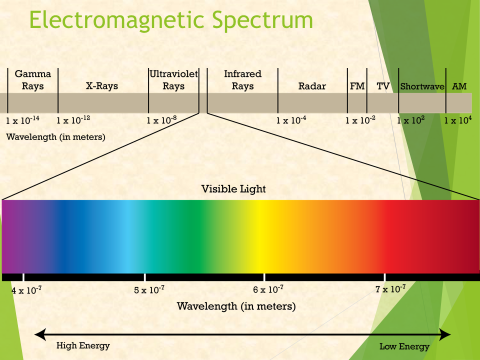 Electromagnetic Spectrum
Gamma Rays X-Rays Ultraviolet Rays Infrared Rays Radar FM TV Shortwave AM
1 x 10⁻¹⁴ 1 x 10⁻¹² 1 x 10⁻⁸ 1 x 10⁻⁴ 1 x 10⁻² 1 x 10² 1 x 10⁴
Wavelength (in meters)
Visible Light
4 x 10⁻⁷ 5 x 10⁻⁷ 6 x 10⁻⁷ 7 x 10⁻⁷
Wavelength (in meters)
High Energy Low Energy